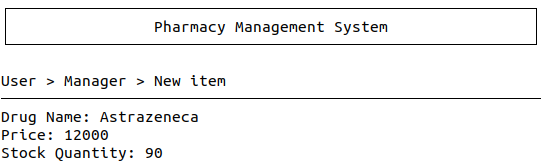 Pharmacy Management System
User > Manager > New item
Drug Name: Astrazeneca
Price: 12000
Stock Quantity: 90